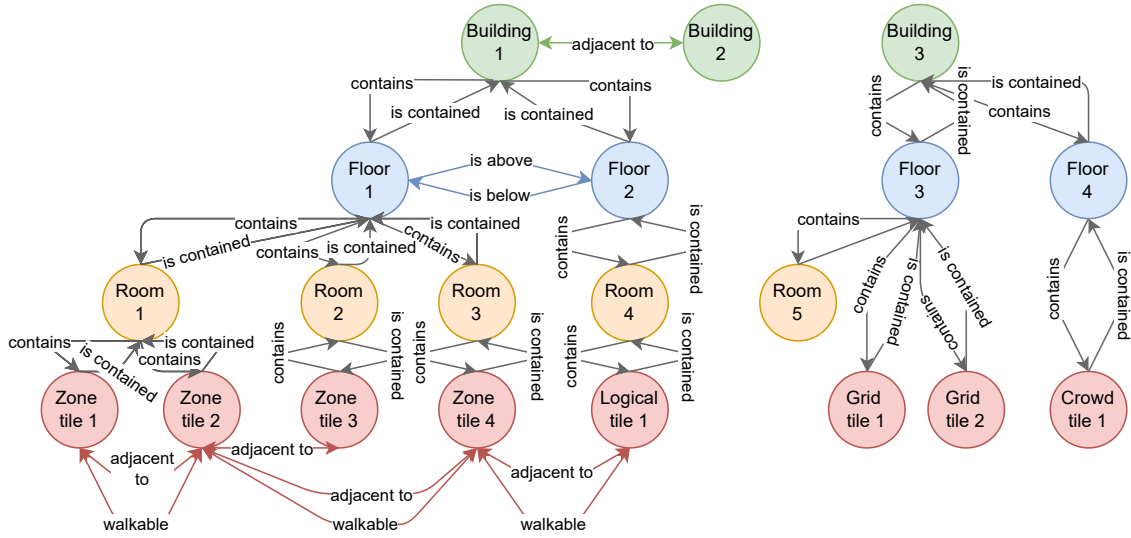 Building
1
adjacent to
Building
2
Building
3
contains
is contained
is contained
contains
contains
is contained
is contained
contains
contains
Floor
1
is above
is below
Floor
2
Floor
3
Floor
4
contains
is contained
contains
is contained
contains
is contained
contains
is contained
contains
contains
is contained
contains
is contained
contains
is contained
Room
1
Room
2
Room
3
Room
4
Room
5
contains
is contained
contains
is contained
contains
is contained
contains
is contained
contains
is contained
Zone
tile 1
Zone
tile 2
Zone
tile 3
Zone
tile 4
Logical
tile 1
Grid
tile 1
Grid
tile 2
Crowd
tile 1
adjacent
to
adjacent to
adjacent to
adjacent to
walkable
walkable
walkable